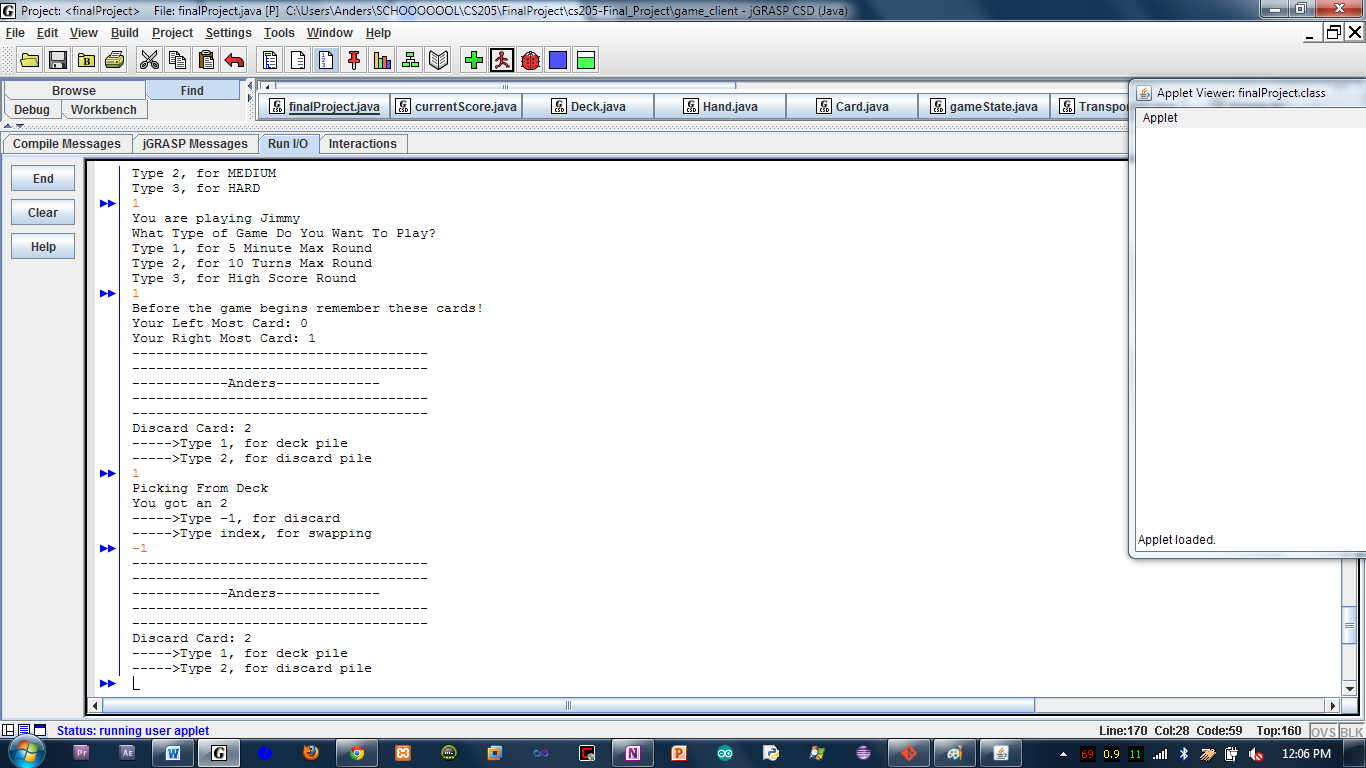 Project: <finalProject>    File: finalProject.java [P]  C:\Users\Anders\SCHOOOOOOL\CS205\FinalProject\cs205-Final_Project\game_client - jGRASP CSD (Java)
File Edit View Build Project Settings Tools Window Help
Browse Find
Debug Workbench
finalProject.java currentScore.java Deck.java Hand.java Card.java gameState.java Transpor
Applet Viewer: finalProject.class
Applet
Compile Messages jGRASP Messages Run I/O Interactions
End
Clear
Help
Type 2, for MEDIUM
Type 3, for HARD
1
You are playing Jimmy
What Type of Game Do You Want To Play?
Type 1, for 5 Minute Max Round
Type 2, for 10 Turns Max Round
Type 3, for High Score Round
1
Before the game begins remember these cards!
Your Left Most Card: 0
Your Right Most Card: 1
-------------------------------------
-------------------------------------
------------Anders-------------
-------------------------------------
-------------------------------------
Discard Card: 2
----->Type 1, for deck pile
----->Type 2, for discard pile
1
Picking From Deck
You got an 2
----->Type -1, for discard
----->Type index, for swapping
-1
-------------------------------------
-------------------------------------
------------Anders-------------
-------------------------------------
-------------------------------------
Discard Card: 2
----->Type 1, for deck pile
----->Type 2, for discard pile
Applet loaded.
Status: running user applet
Line:170 Col:28 Code:59 Top:160 OVS BLK
Pr AE W G N P 69 0.9 11 12:06 PM